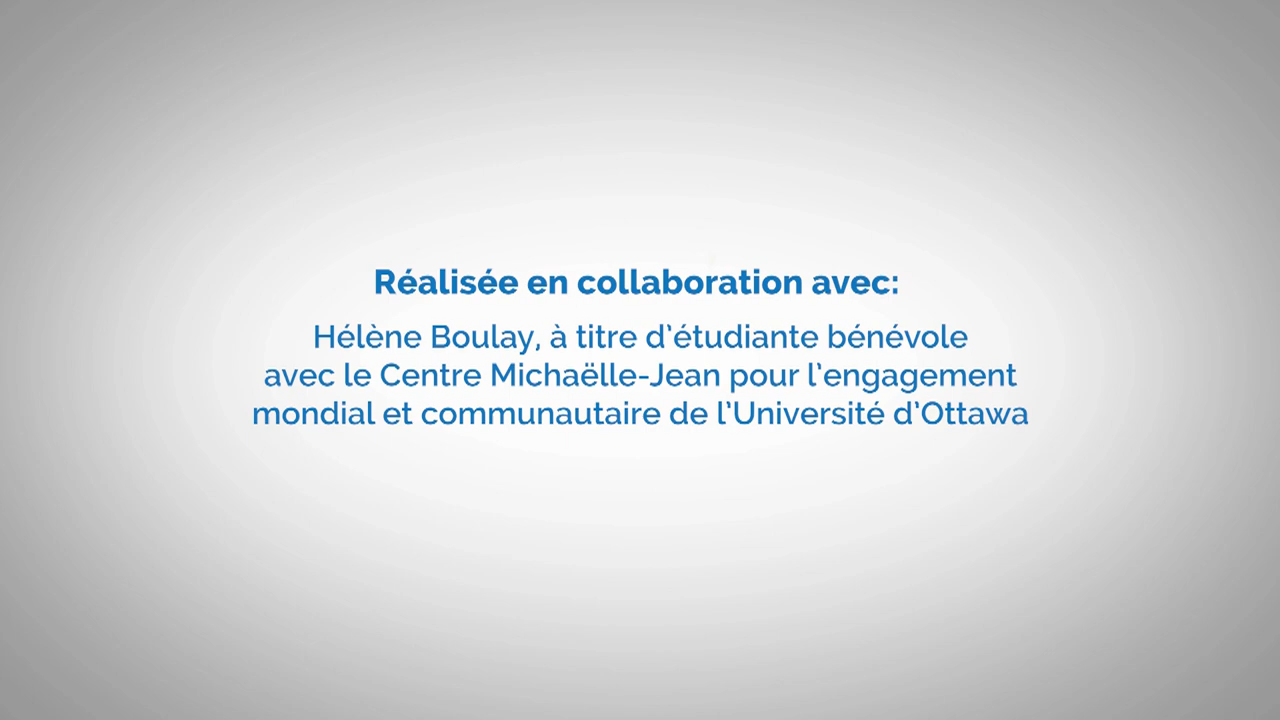 Réalisée en collaboration avec:
Hélène Boulay, à titre d’étudiante bénévole
avec le Centre Michaëlle-Jean pour l’engagement
mondial et communautaire de l’Université d’Ottawa